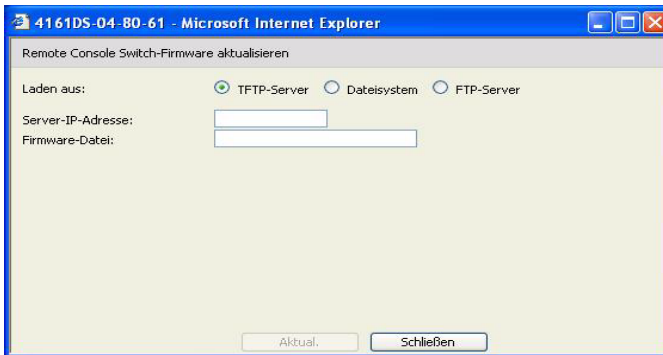 4161DS-04-80-61 - Microsoft Internet Explorer
Remote Console Switch-Firmware aktualisieren
Laden aus: TFTP-Server Dateisystem FTP-Server
Server-IP-Adresse:
Firmware-Datei:
Aktual. Schließen